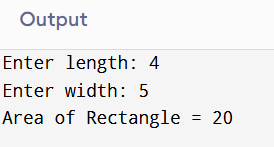 Output
Enter length: 4
Enter width: 5
Area of Rectangle = 20